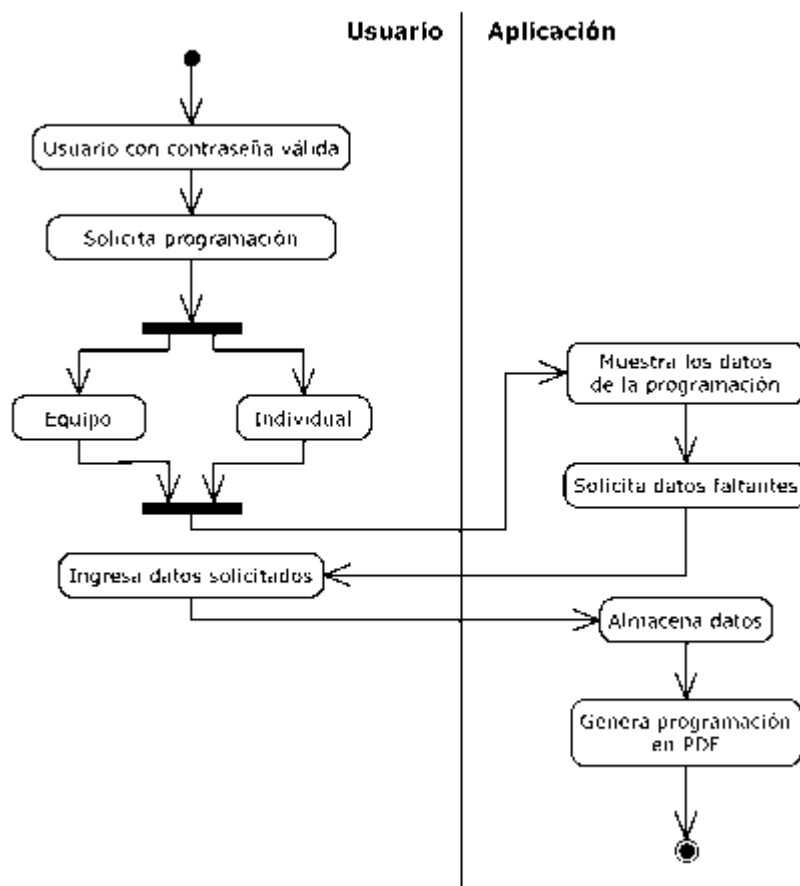 Usuario
Aplicación
Usuario con contraseña válida
Solicita programación
Equipo
Individual
Muestra los datos
de la programación
Solicita datos faltantes
Ingresa datos solicitados
Almacena datos
Genera programación
en PDF